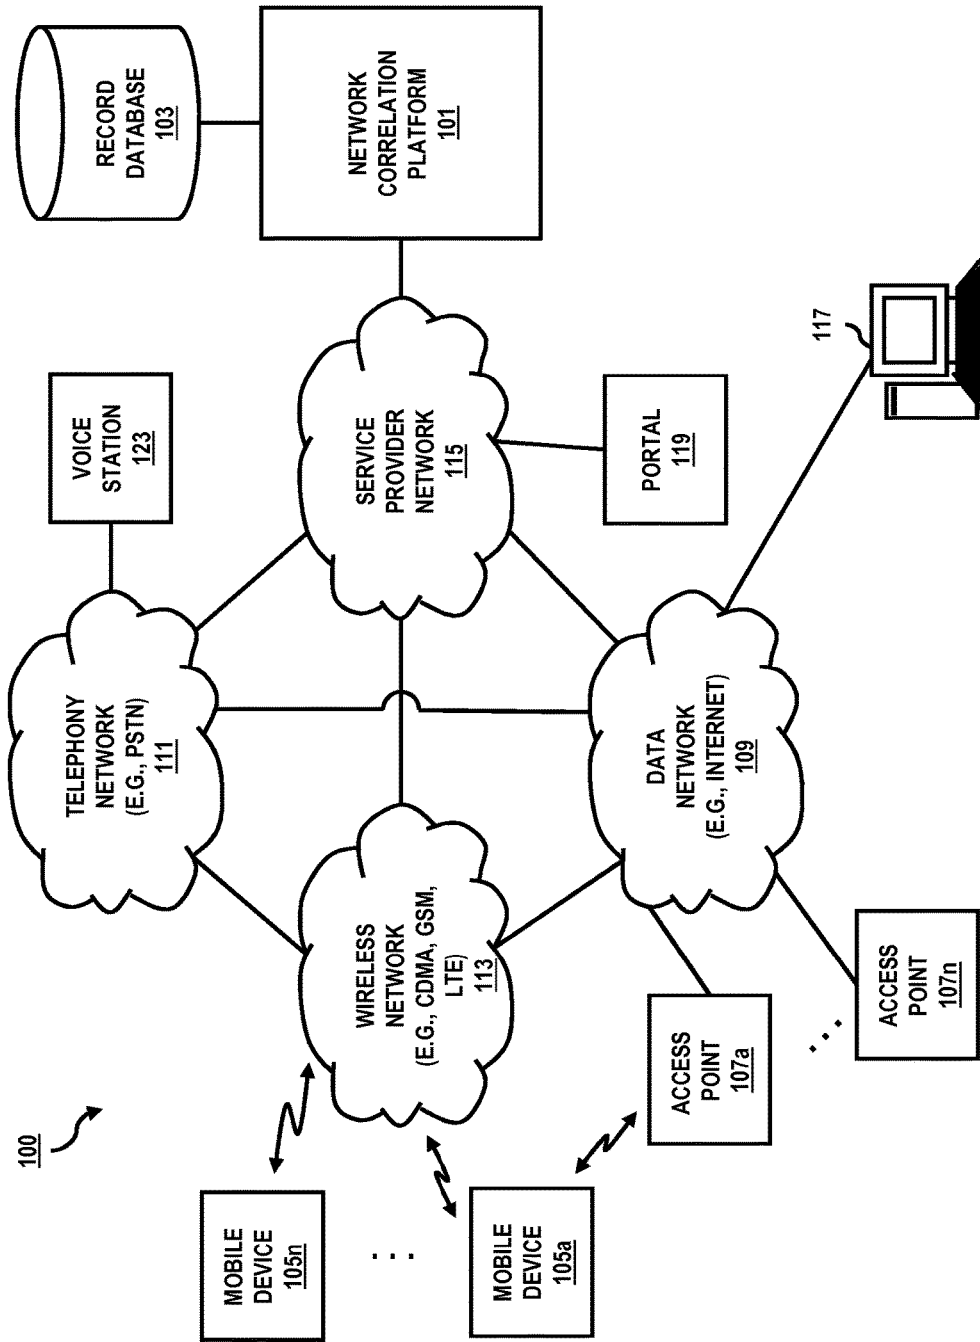 100
MOBILE
DEVICE
105n
. . .
MOBILE
DEVICE
105a
TELEPHONY
NETWORK
(E.G., PSTN)
111
VOICE
STATION
123
RECORD
DATABASE
103
WIRELESS
NETWORK
(E.G., CDMA, GSM,
LTE)
113
SERVICE
PROVIDER
NETWORK
115
NETWORK
CORRELATION
PLATFORM
101
ACCESS
POINT
107a
. . .
ACCESS
POINT
107n
DATA
NETWORK
(E.G., INTERNET)
109
PORTAL
119
117